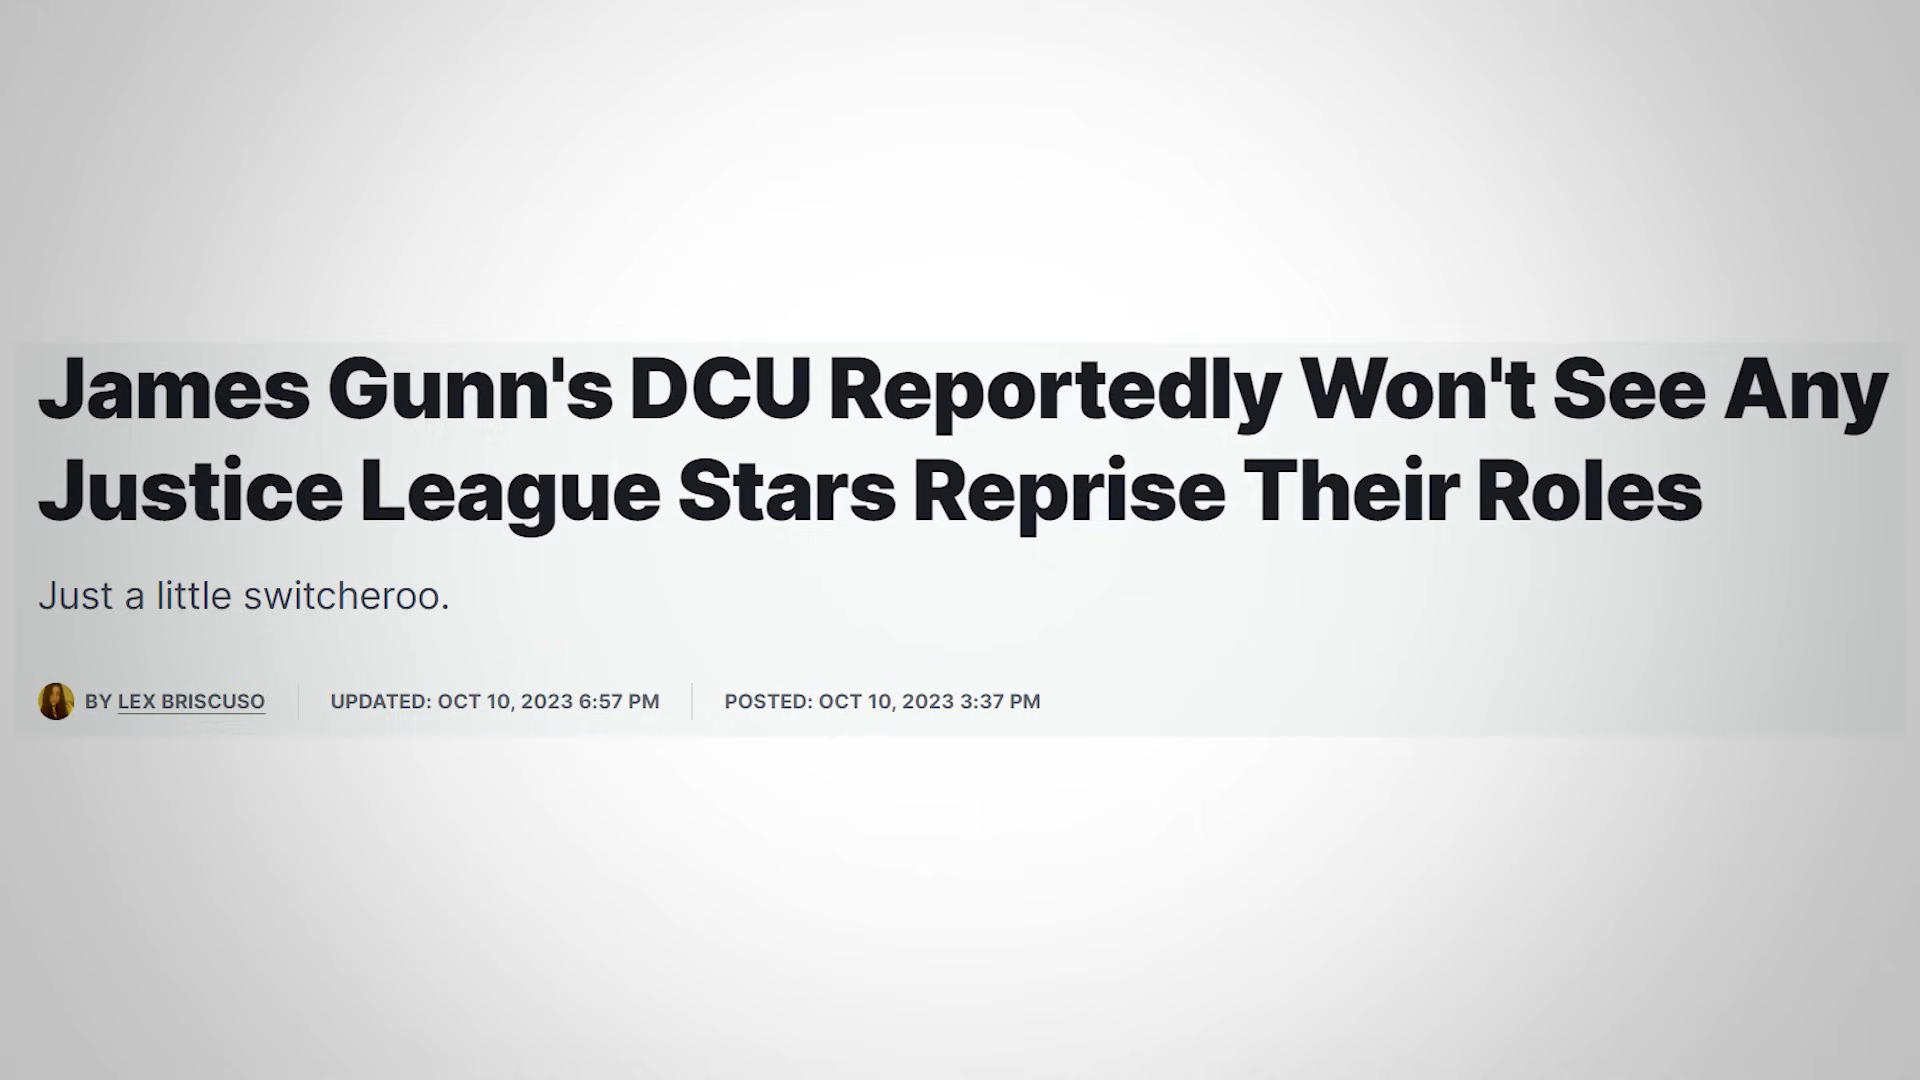 James Gunn's DCU Reportedly Won't See Any
Justice League Stars Reprise Their Roles
Just a little switcheroo.
BY LEX BRISCUSO UPDATED: OCT 10, 2023 6:57 PM POSTED: OCT 10, 2023 3:37 PM